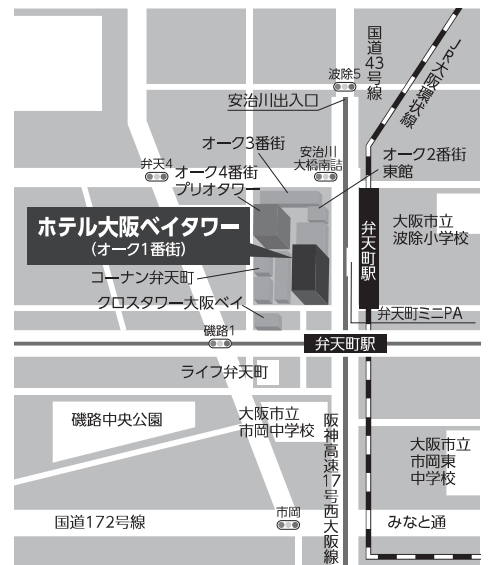 国道43号線
JR大阪環状線
波除5
安治川出入口
オーク3番街
安治川
大橋南詰
オーク2番街
東館
弁天4
オーク4番街
プリオタワー
ホテル大阪ベイタワー
(オーク1番街)
弁天町駅
大阪市立
波除小学校
コーナン弁天町
クロスタワー大阪ベイ
弁天町ミニPA
磯路1
弁天町駅
ライフ弁天町
磯路中央公園
大阪市立
市岡中学校
阪神高速17号西大阪線
大阪市立
市岡東
中学校
市岡
国道172号線
みなと通